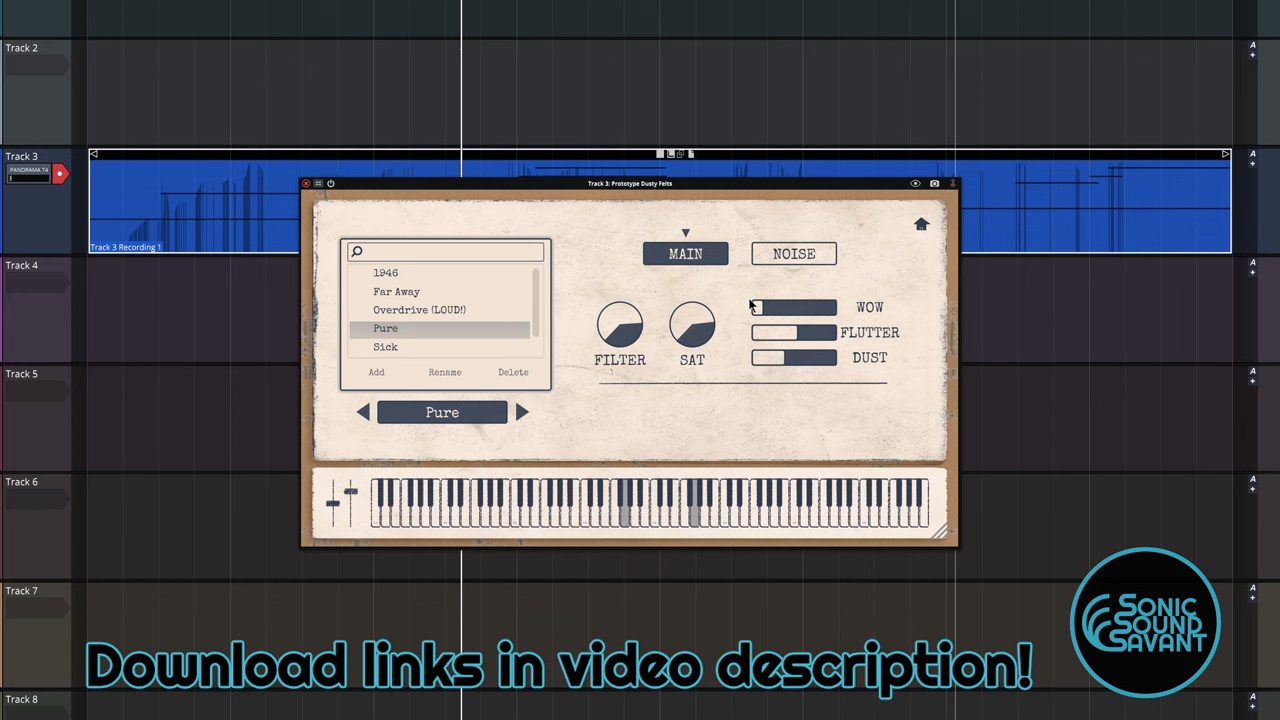 Track 2
A
Track 3
A
PANORAMA T4
Track 3: Prototype Dusty Felts
Track 3 Recording 1
1946
Far Away
Overdrive (LOUD!)
Pure
Sick
Add Rename Delete
Pure
MAIN NOISE
FILTER SAT
WOW
FLUTTER
DUST
Track 4
A
Track 5
A
Track 6
A
Track 7
A
Track 8
A
Download links in video description!
SONIC
SOUND
SAVANT